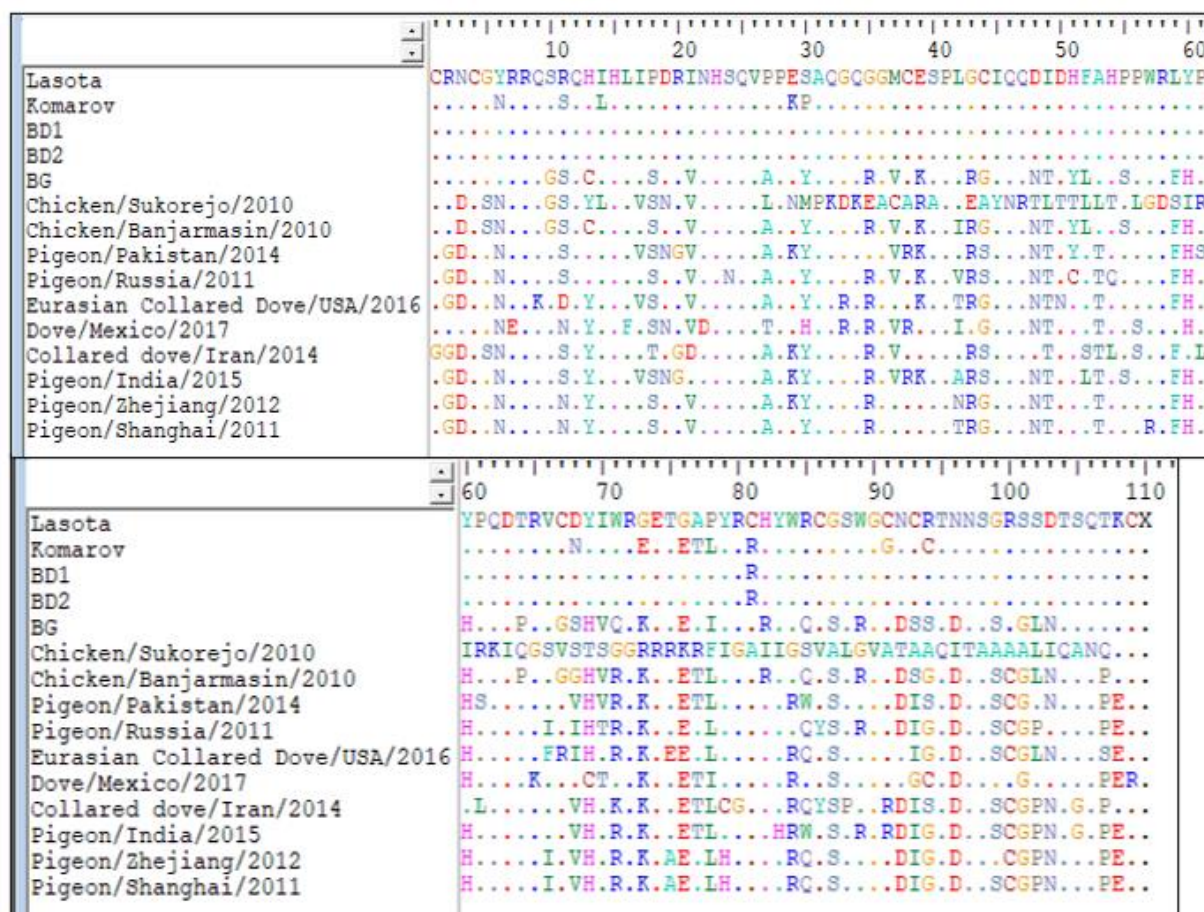 10 20 30 40 50 60
Lasota CRNCGYRRQSRQHIHLIPDRINHSQVPPESAQGQGGMCESPLGCIQQDIDHFAHPPWRLYP
Komarov .....N....S..L..............KP...............................
BD1 .............................................................
BD2 .............................................................
BG .........GS.C....S..V.....A..Y....R.V.K...RG...NT.YL..S...FH.
Chicken/Sukorejo/2010 ..D.SN...GS.YL..VSN.V.....L.NMPKDKEACARA..EAYNRTLTTLLT.LGDSIR
Chicken/Banjarmasin/2010 ..D.SN...GS.C....S..V.....A..Y....R.V.K..IRG...NT.YL..S...FH.
Pigeon/Pakistan/2014 .GD..N....S.....VSNGV.....A.KY......VRK...RS...NT.Y.T.....FHS
Pigeon/Russia/2011 .GD..N....S......S..V..N..A..Y....R.V.K..VRS...NT.C.TQ....FH.
Eurasian Collared Dove/USA/2016 .GD..N..K.D.Y...VS..V.....A..Y..R.R...K..TRG...NTN..T.....FH.
Dove/Mexico/2017 .....NE...N.Y..F.SN.VD....T..H..R.R.VR...I.G...NT...T..S...H.
Collared dove/Iran/2014 GGD.SN....S.Y....T.GD.....A.KY....R.V.....RS....T..STL.S..F.L
Pigeon/India/2015 .GD..N....S.Y...VSNG......A.KY....R.VRK..ARS...NT..LT.S...FH.
Pigeon/Zhejiang/2012 .GD..N....N.Y....S..V.....A.KY....R......NRG...NT...T.....FH.
Pigeon/Shanghai/2011 .GD..N....N.Y....S..V.....A..Y....R......TRG...NT...T...R.FH.
60 70 80 90 100 110
Lasota YPQDTRVCDYIWRGETGAPYRCHYWRCGSWGCNCRTNNSGRSSDTSQTKCX
Komarov ........N....E..ETL..R.........G..C................
BD1 .....................R.............................
BD2 .....................R.............................
BG H...P..GSHVQ.K..E.I...R..Q.S.R..DSS.D..S.GLN.......
Chicken/Sukorejo/2010 IRKIQGSVSTSGGRRRKRFIGAIIGSVALGVATAAQITAAAALIQANQ...
Chicken/Banjarmasin/2010 H...P..GGHVR.K..ETL...R..Q.S.R..DSG.D..SCGLN...P...
Pigeon/Pakistan/2014 HS......VHVR.K..ETL.....RW.S....DIS.D..SCG.N...PE..
Pigeon/Russia/2011 H.....I.IHTR.K..E.L......QYS.R..DIG.D..SCGP....PE..
Eurasian Collared Dove/USA/2016 H.....FRIH.R.K.EE.L.....RQ.S.....IG.D..SCGLN...SE..
Dove/Mexico/2017 H....K...CT..K..ETI.....R..S.....GC.D....G.....PER.
Collared dove/Iran/2014 .L......VH.K.K..ETLCG...RQYSP..RDIS.D..SCGPN.G.P...
Pigeon/India/2015 H.......VH.R.K..ETL....HRW.S.R.RDIG.D..SCGPN.G.PE..
Pigeon/Zhejiang/2012 H.....I.VH.R.K.AE.LH....RQ.S....DIG.D...CGPN...PE..
Pigeon/Shanghai/2011 H.....I.VH.R.K.AE.LH....RQ.S....DIG.D..SCGPN...PE..